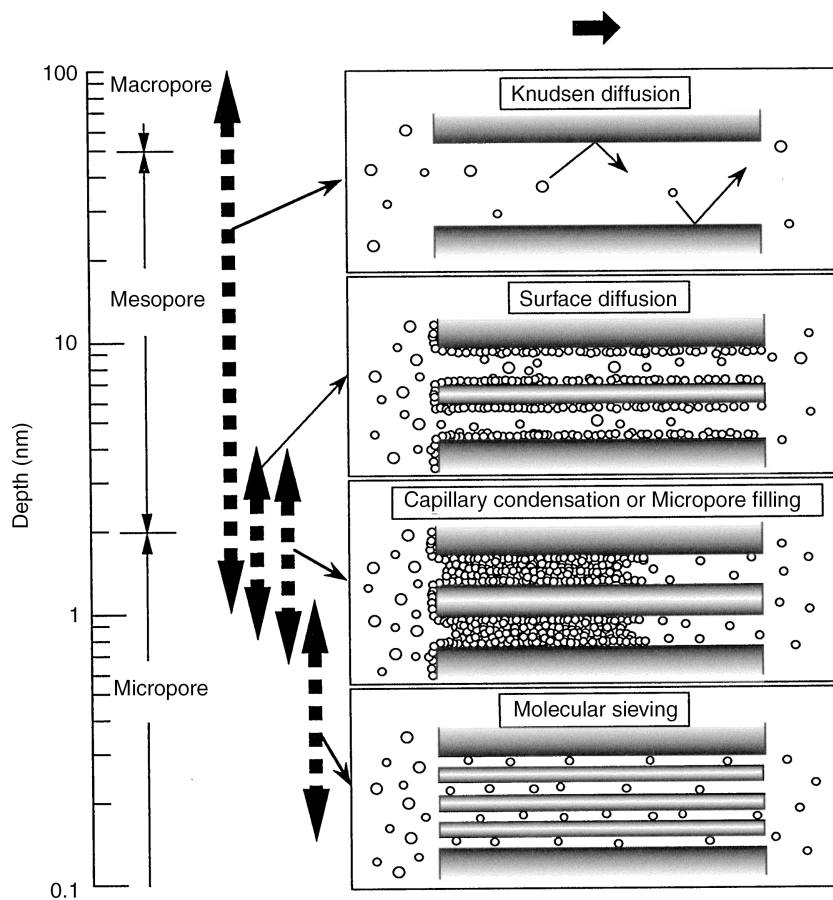 100
Macropore
Knudsen diffusion
Mesopore
Surface diffusion
10
Depth (nm)
Capillary condensation or Micropore filling
1
Micropore
Molecular sieving
0.1